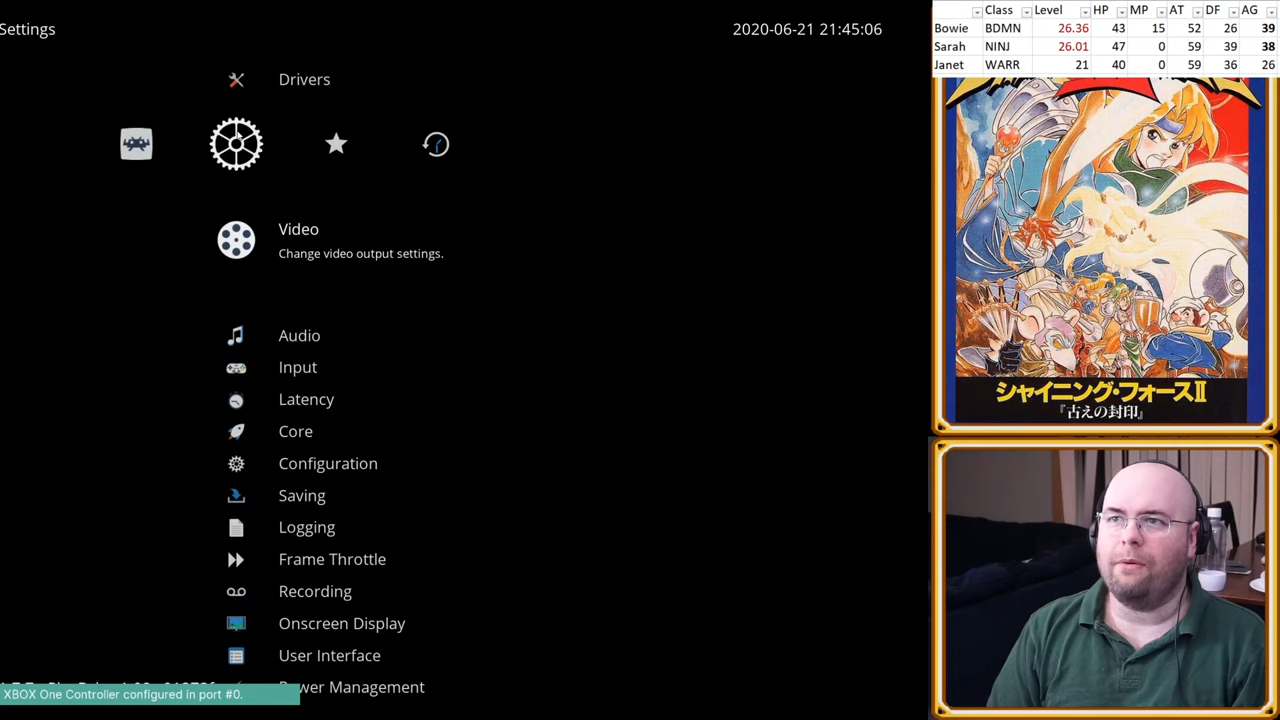 Settings
2020-06-21 21:45:06
Drivers
Video
Change video output settings.
Audio
Input
Latency
Core
Configuration
Saving
Logging
Frame Throttle
Recording
Onscreen Display
User Interface
wer Management
XBOX One Controller configured in port #0.
Class Level HP MP AT DF AG
Bowie BDMN 26.36 43 15 52 26 39
Sarah NINJ 26.01 47 0 59 39 38
Janet WARR 21 40 0 59 36 26
シャイニング・フォースII
『古えの封印』